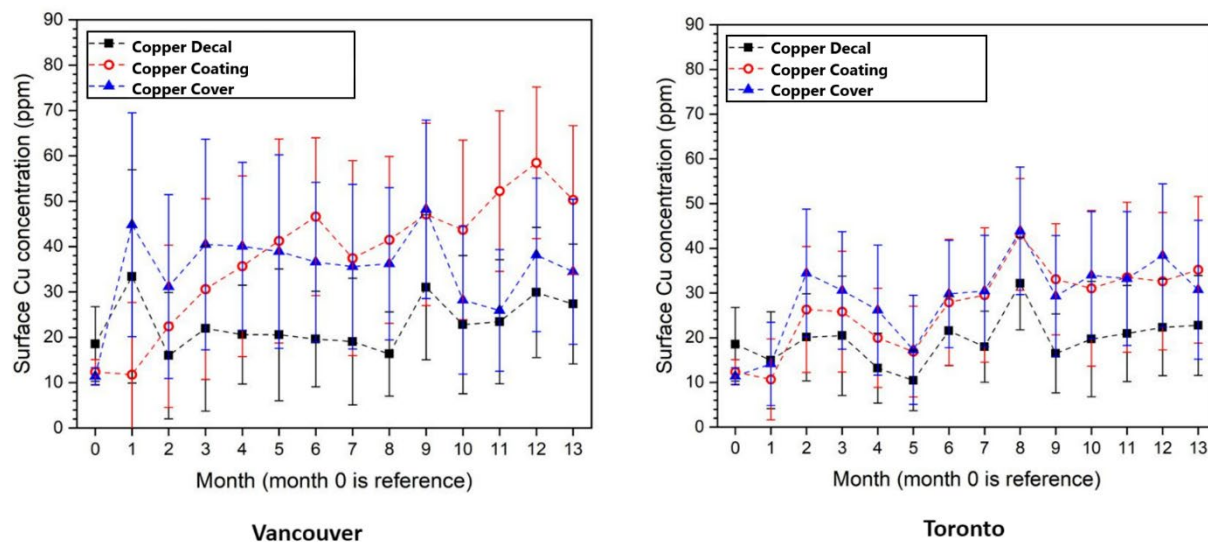 90
80
70
60
50
40
30
20
10
0
Surface Cu concentration (ppm)
Copper Decal
Copper Coating
Copper Cover
0 1 2 3 4 5 6 7 8 9 10 11 12 13
Month (month 0 is reference)
Vancouver
90
80
70
60
50
40
30
20
10
0
Surface Cu concentration (ppm)
Copper Decal
Copper Coating
Copper Cover
0 1 2 3 4 5 6 7 8 9 10 11 12 13
Month (month 0 is reference)
Toronto